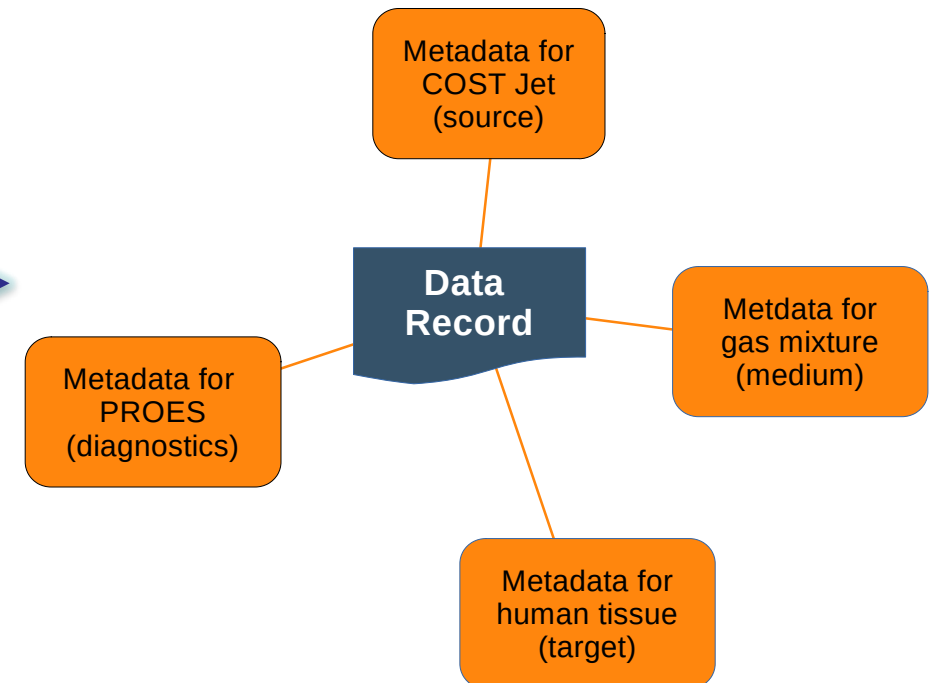 Metadata for
COST Jet
(source)
Data
Record
Metdata for
gas mixture
(medium)
Metadata for
PROES
(diagnostics)
Metadata for
human tissue
(target)